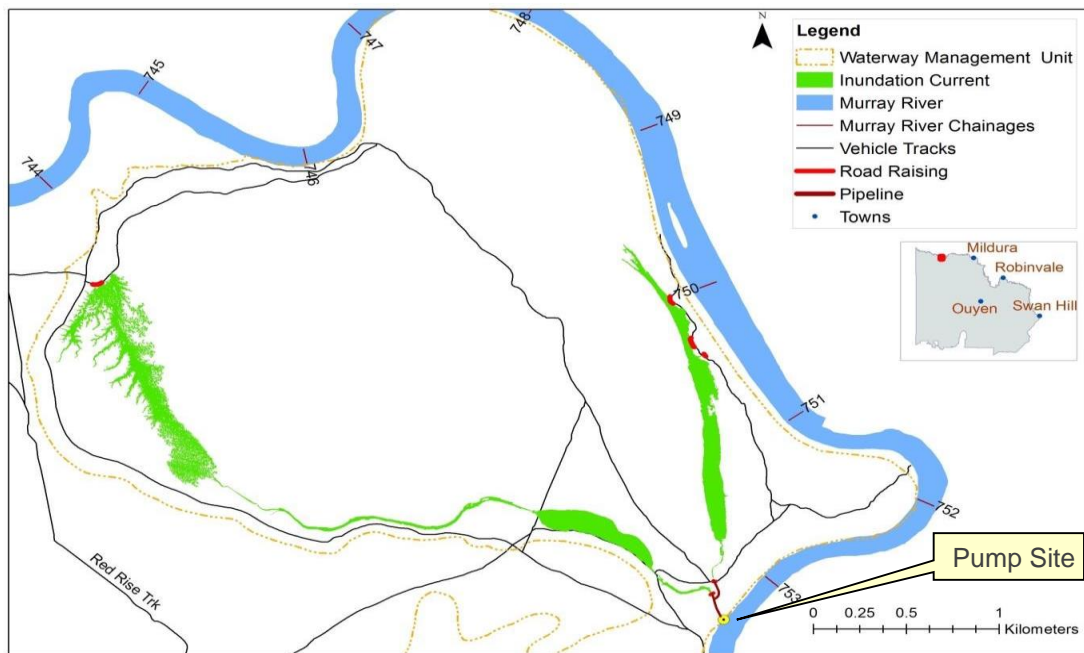 744
745
746
747
748
749
750
751
752
753
N
Legend
Waterway Management Unit
Inundation Current
Murray River
Murray River Chainages
Vehicle Tracks
Road Raising
Pipeline
Towns
Mildura
Robinvale
Ouyen
Swan Hill
Pump Site
Red Rise Trk
0 0.25 0.5 1
Kilometers